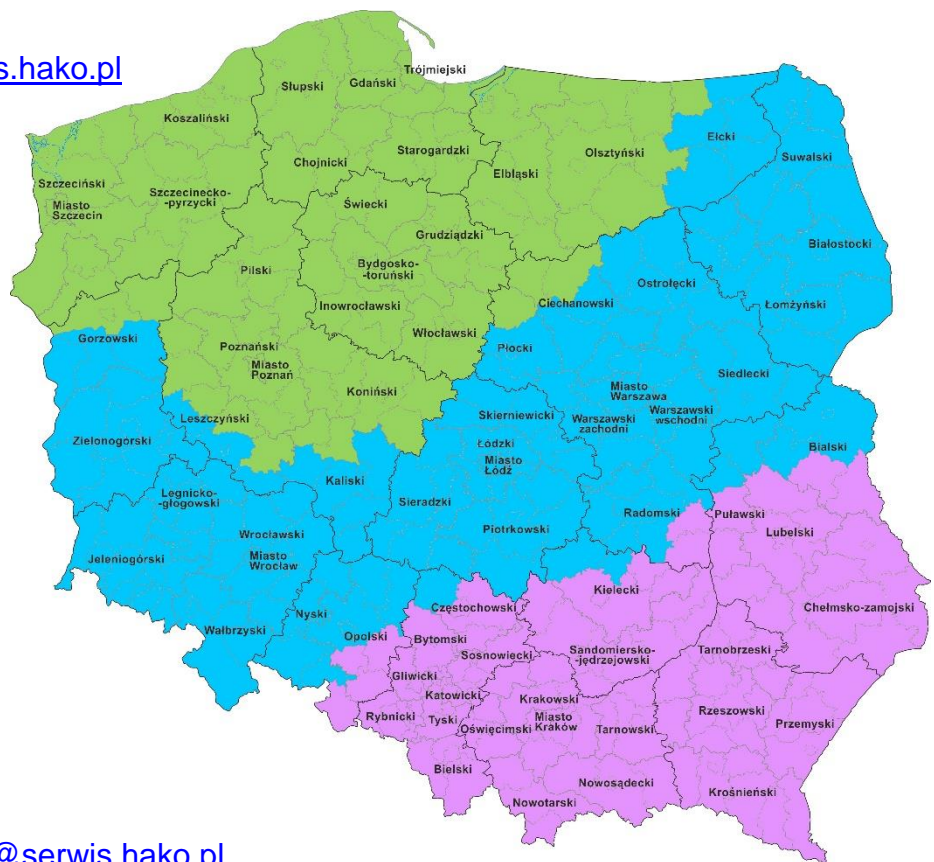 s.hako.pl
Trójmiejski
Słupski
Gdański
Koszaliński
Chojnicki
Starogardzki
Elbląski
Olsztyński
Ełcki
Suwalski
Szczeciński
Miasto
Szczecin
Szczecinecko-
-pyrzycki
Świecki
Grudziądzki
Białostocki
Pilski
Bydgosko-
-toruński
Ostrołęcki
Inowrocławski
Ciechanowski
Łomżyński
Gorzowski
Poznański
Miasto
Poznań
Włocławski
Płocki
Siedlecki
Koniński
Miasto
Warszawa
Leszczyński
Skierniewicki
Warszawski
zachodni
Warszawski
wschodni
Zielonogórski
Łódzki
Miasto
Łódź
Bialski
Kaliski
Sieradzki
Legnicko-
-głogowski
Wrocławski
Piotrkowski
Radomski
Puławski
Lubelski
Jeleniogórski
Miasto
Wrocław
Kielecki
Nyski
Częstochowski
Chełmsko-zamojski
Wałbrzyski
Opolski
Bytomski
Sosnowiecki
Sandomiersko-
-jędrzejowski
Tarnobrzeski
Gliwicki
Katowicki
Krakowski
Rzeszowski
Rybnicki
Tyski
Oświęcimski
Miasto
Kraków
Tarnowski
Przemyski
Bielski
Nowosądecki
Nowotarski
Krośnieński
@serwis.hako.pl